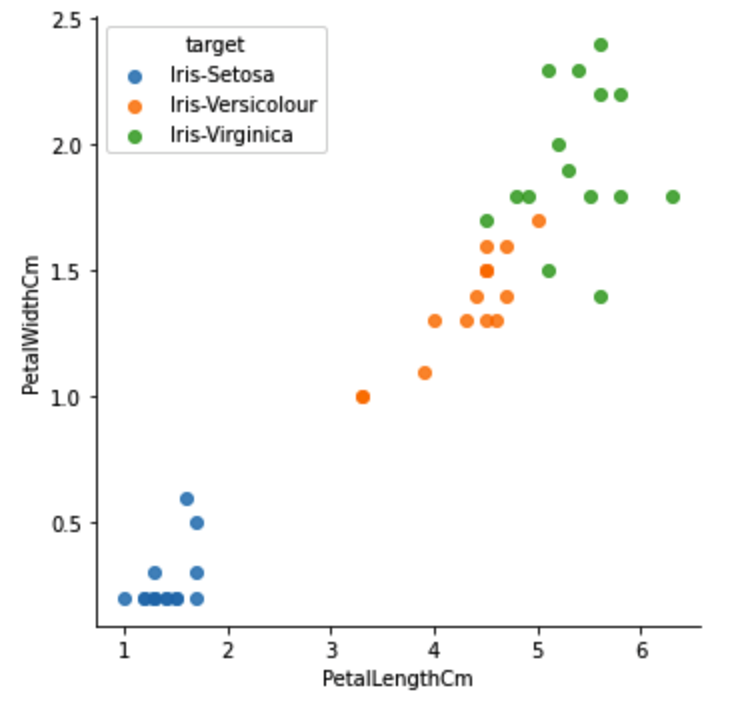 2.5
target
Iris-Setosa
Iris-Versicolour
Iris-Virginica
2.0
1.5
PetalWidthCm
1.0
0.5
1 2 3 4 5 6
PetalLengthCm